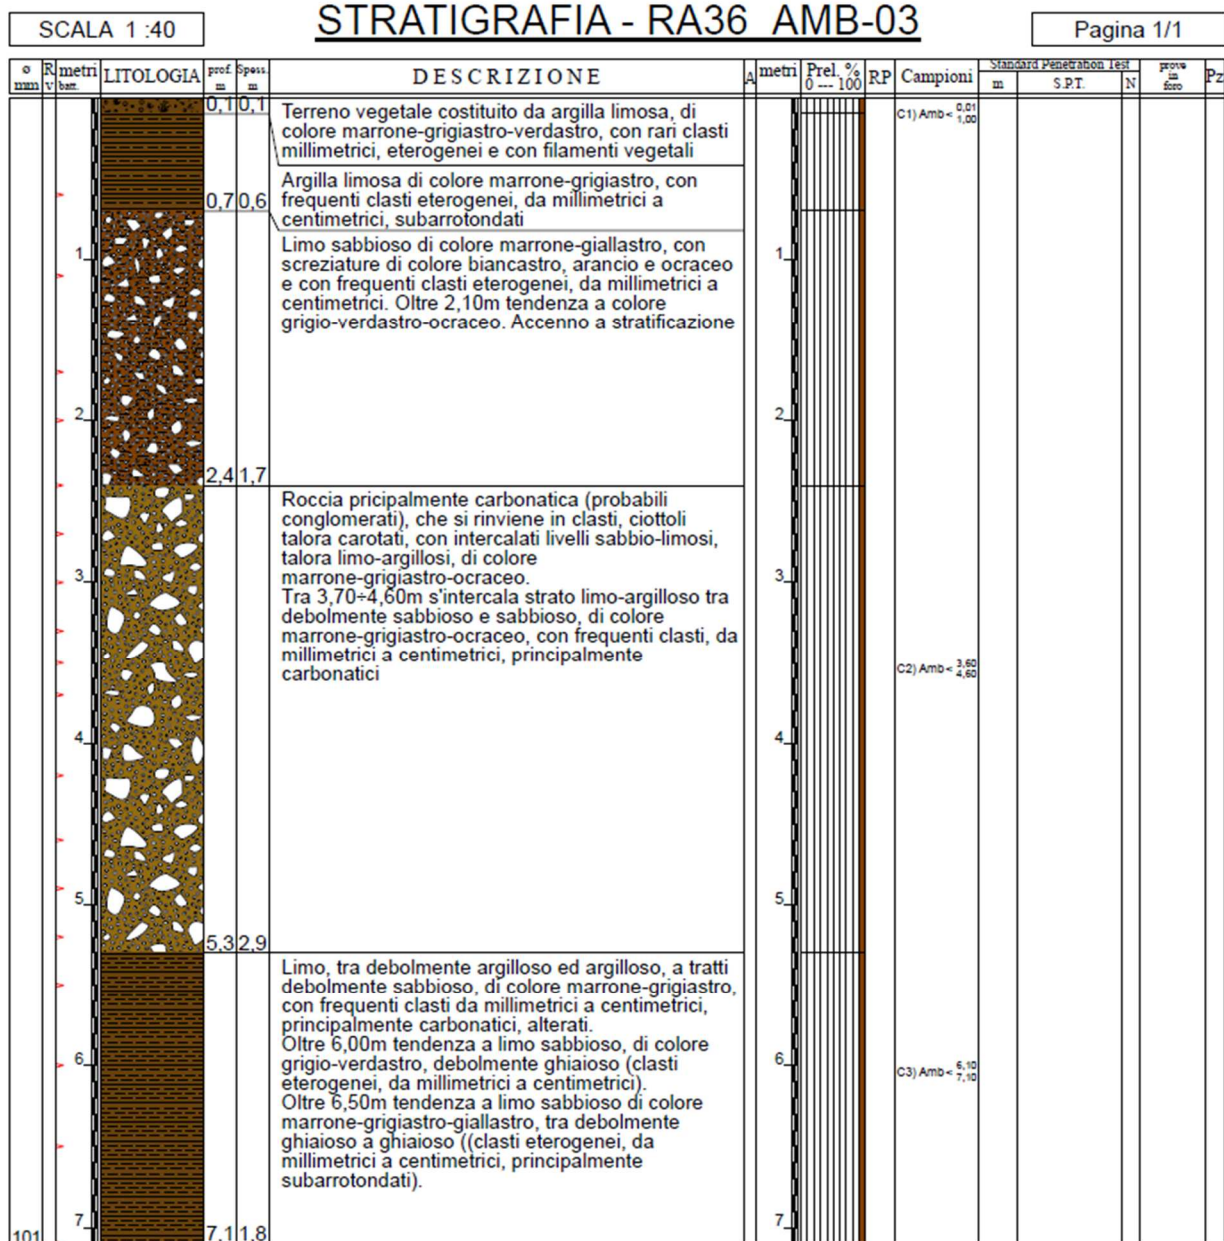 SCALA 1 :40
STRATIGRAFIA - RA36 AMB-03
Pagina 1/1
ø mm
R v
metri batt.
LITOLOGIA
prof. m
Spess. m
DESCRIZIONE
A
metri
Prel. % 0 --- 100
RP
Campioni
Standard Penetration Test
m
S.P.T.
N
prove in foro
Pz
0,1 0,1
Terreno vegetale costituito da argilla limosa, di
colore marrone-grigiastro-verdastro, con rari clasti
millimetrici, eterogenei e con filamenti vegetali
C1) Amb< 0,01 1,00
0,7 0,6
Argilla limosa di colore marrone-grigiastro, con
frequenti clasti eterogenei, da millimetrici a
centimetrici, subarrotondati
1
1
Limo sabbioso di colore marrone-giallastro, con
screziature di colore biancastro, arancio e ocraceo
e con frequenti clasti eterogenei, da millimetrici a
centimetrici. Oltre 2,10m tendenza a colore
grigio-verdastro-ocraceo. Accenno a stratificazione
2
2
2,4 1,7
Roccia pricipalmente carbonatica (probabili
conglomerati), che si rinviene in clasti, ciottoli
talora carotati, con intercalati livelli sabbio-limosi,
talora limo-argillosi, di colore
marrone-grigiastro-ocraceo.
3
3
Tra 3,70÷4,60m s'intercala strato limo-argilloso tra
debolmente sabbioso e sabbioso, di colore
marrone-grigiastro-ocraceo, con frequenti clasti, da
millimetrici a centimetrici, principalmente
carbonatici
C2) Amb< 3,60 4,60
4
4
5
5
5,3 2,9
Limo, tra debolmente argilloso ed argilloso, a tratti
debolmente sabbioso, di colore marrone-grigiastro,
con frequenti clasti da millimetrici a centimetrici,
principalmente carbonatici, alterati.
Oltre 6,00m tendenza a limo sabbioso, di colore
grigio-verdastro, debolmente ghiaioso (clasti
eterogenei, da millimetrici a centimetrici).
Oltre 6,50m tendenza a limo sabbioso di colore
marrone-grigiastro-giallastro, tra debolmente
ghiaioso a ghiaioso ((clasti eterogenei, da
millimetrici a centimetrici, principalmente
subarrotondati).
6
6
C3) Amb< 6,10 7,10
7
7
101
7,1 1,8